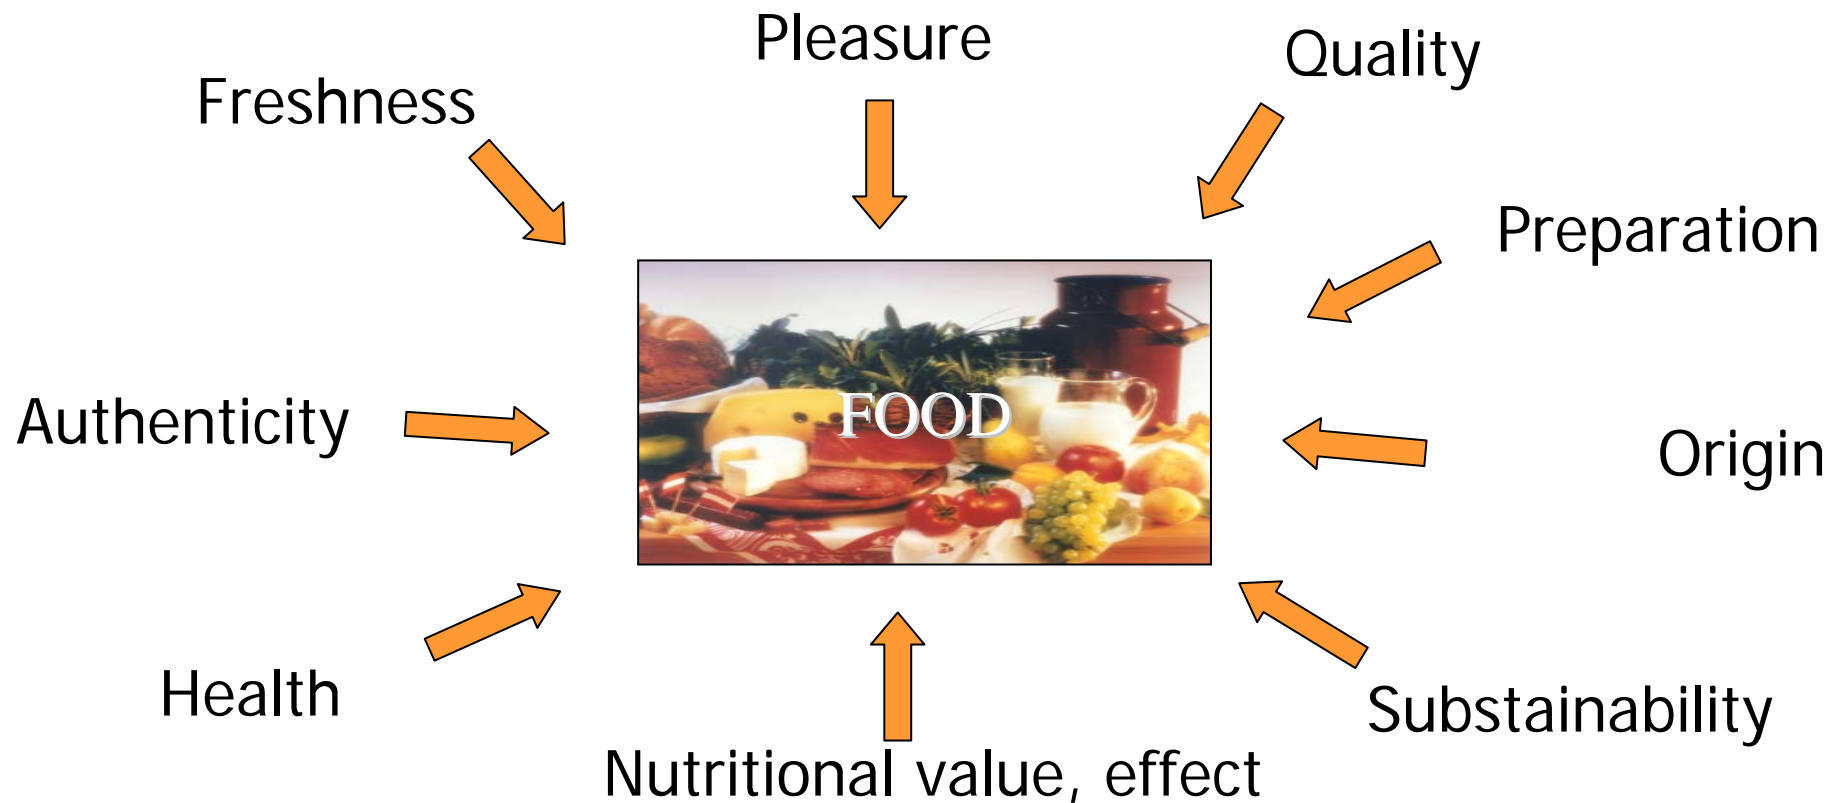 Pleasure
Quality
Freshness
Preparation
FOOD
Authenticity
Origin
Health
Substainability
Nutritional value, effect